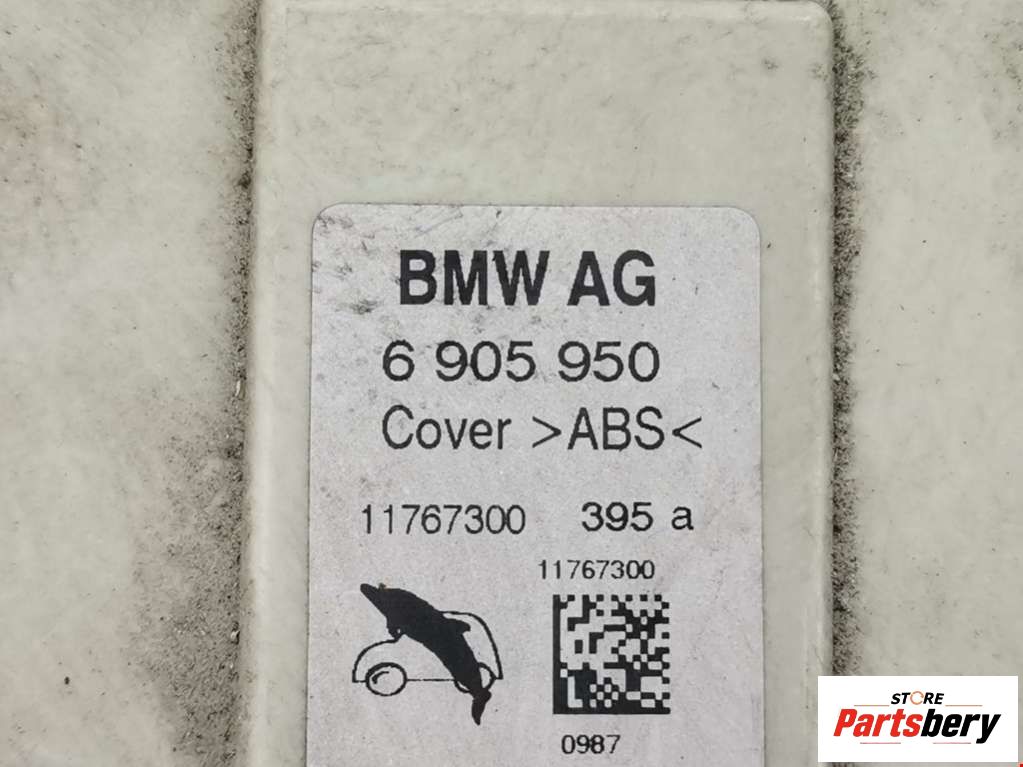 BMW AG
6 905 950
Cover >ABS<
11767300 395 a
11767300
0987
STORE
Partsbery